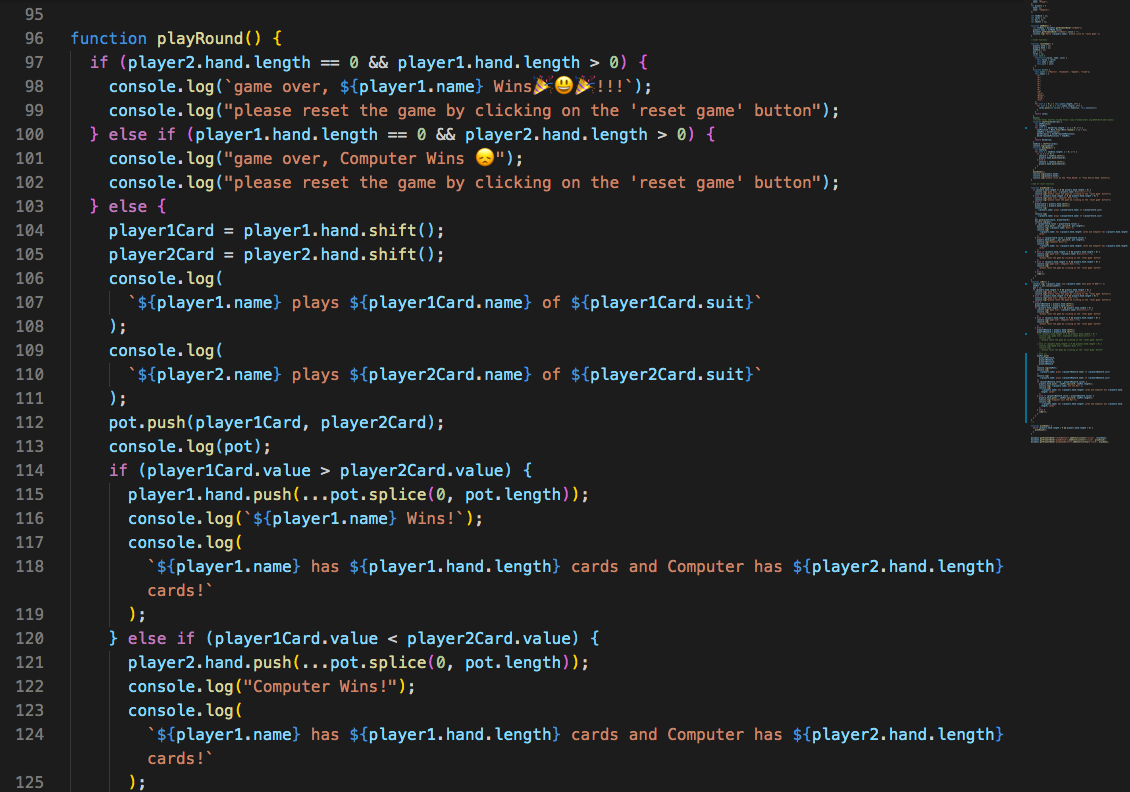 95
96 function playRound() {
97 if (player2.hand.length == 0 && player1.hand.length > 0) {
98 console.log(`game over, ${player1.name} Wins🎉😃🎉!!!`);
99 console.log("please reset the game by clicking on the 'reset game' button");
100 } else if (player1.hand.length == 0 && player2.hand.length > 0) {
101 console.log("game over, Computer Wins 😞");
102 console.log("please reset the game by clicking on the 'reset game' button");
103 } else {
104 player1Card = player1.hand.shift();
105 player2Card = player2.hand.shift();
106 console.log(
107 `${player1.name} plays ${player1Card.name} of ${player1Card.suit}`
108 );
109 console.log(
110 `${player2.name} plays ${player2Card.name} of ${player2Card.suit}`
111 );
112 pot.push(player1Card, player2Card);
113 console.log(pot);
114 if (player1Card.value > player2Card.value) {
115 player1.hand.push(...pot.splice(0, pot.length));
116 console.log(`${player1.name} Wins!`);
117 console.log(
118 `${player1.name} has ${player1.hand.length} cards and Computer has ${player2.hand.length}
cards!`
119 );
120 } else if (player1Card.value < player2Card.value) {
121 player2.hand.push(...pot.splice(0, pot.length));
122 console.log("Computer Wins!");
123 console.log(
124 `${player1.name} has ${player1.hand.length} cards and Computer has ${player2.hand.length}
cards!`
125 );